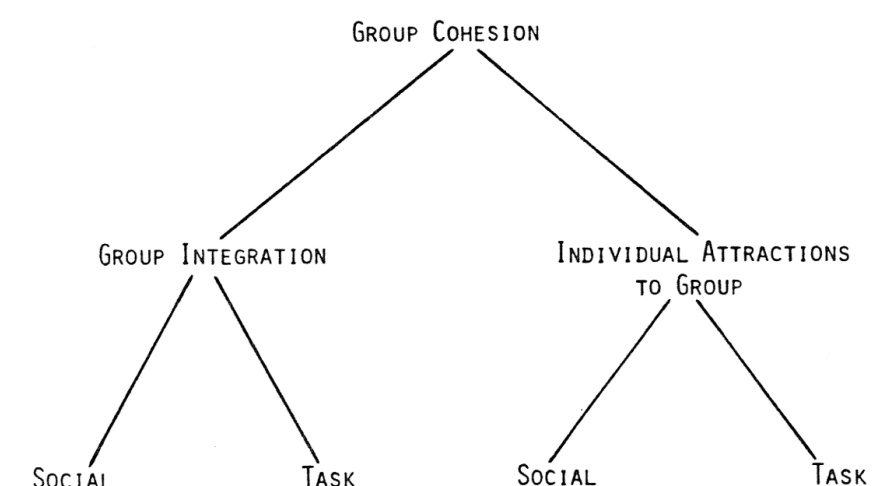 GROUP COHESION
GROUP INTEGRATION
INDIVIDUAL ATTRACTIONS
TO GROUP
SOCIAL
TASK
SOCIAL
TASK